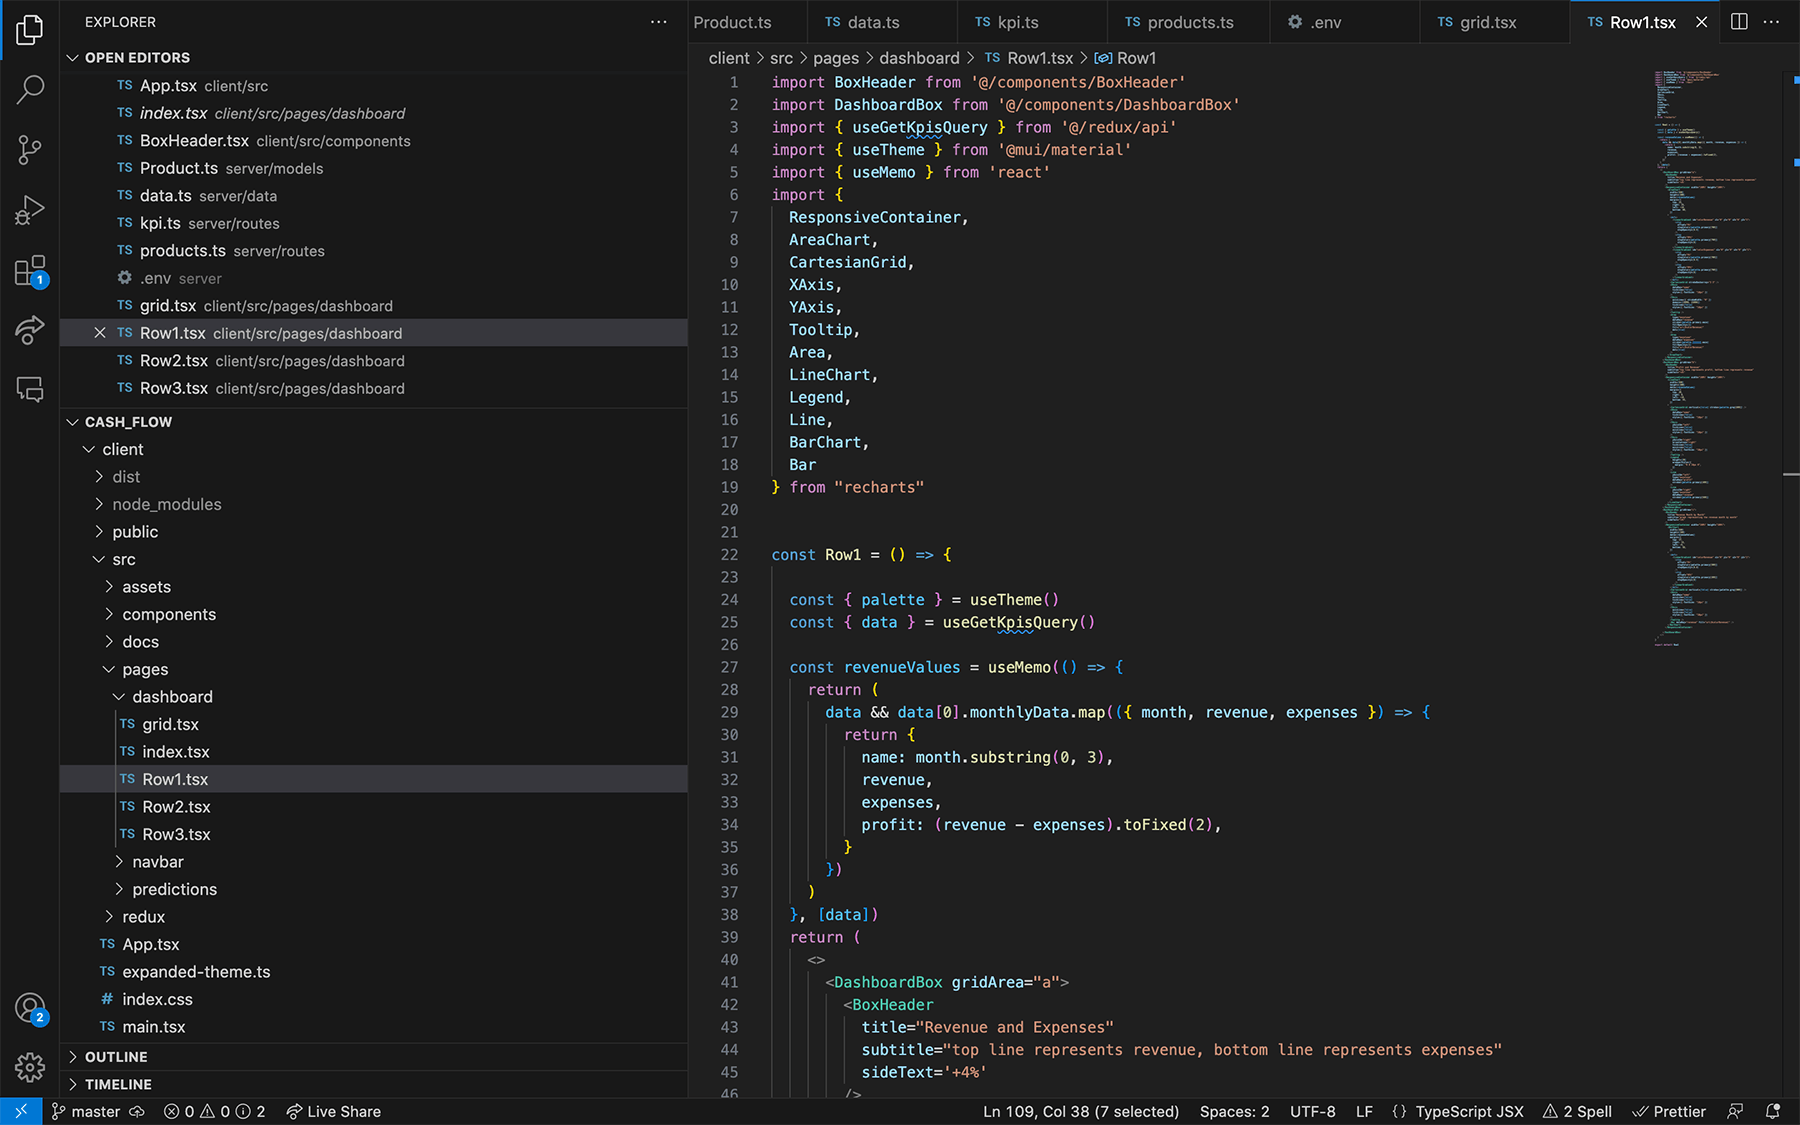 EXPLORER
OPEN EDITORS
TS App.tsx client/src
TS index.tsx client/src/pages/dashboard
TS BoxHeader.tsx client/src/components
TS Product.ts server/models
TS data.ts server/data
TS kpi.ts server/routes
TS products.ts server/routes
.env server
TS grid.tsx client/src/pages/dashboard
TS Row1.tsx client/src/pages/dashboard
TS Row2.tsx client/src/pages/dashboard
TS Row3.tsx client/src/pages/dashboard
CASH_FLOW
client
dist
node_modules
public
src
assets
components
docs
pages
dashboard
TS grid.tsx
TS index.tsx
TS Row1.tsx
TS Row2.tsx
TS Row3.tsx
navbar
predictions
redux
TS App.tsx
TS expanded-theme.ts
# index.css
TS main.tsx
OUTLINE
TIMELINE
1
2
Product.ts TS data.ts TS kpi.ts TS products.ts .env TS grid.tsx TS Row1.tsx
client > src > pages > dashboard > TS Row1.tsx > Row1
1 import BoxHeader from '@/components/BoxHeader'
2 import DashboardBox from '@/components/DashboardBox'
3 import { useGetKpisQuery } from '@/redux/api'
4 import { useTheme } from '@mui/material'
5 import { useMemo } from 'react'
6 import {
7 ResponsiveContainer,
8 AreaChart,
9 CartesianGrid,
10 XAxis,
11 YAxis,
12 Tooltip,
13 Area,
14 LineChart,
15 Legend,
16 Line,
17 BarChart,
18 Bar
19 } from "recharts"
20
21
22 const Row1 = () => {
23
24 const { palette } = useTheme()
25 const { data } = useGetKpisQuery()
26
27 const revenueValues = useMemo(() => {
28 return (
29 data && data[0].monthlyData.map(({ month, revenue, expenses }) => {
30 return {
31 name: month.substring(0, 3),
32 revenue,
33 expenses,
34 profit: (revenue - expenses).toFixed(2),
35 }
36 })
37 )
38 }, [data])
39 return (
40 <>
41 <DashboardBox gridArea="a">
42 <BoxHeader
43 title="Revenue and Expenses"
44 subtitle="top line represents revenue, bottom line represents expenses"
45 sideText='+4%'
46 />
master 0 0 2 Live Share Ln 109, Col 38 (7 selected) Spaces: 2 UTF-8 LF {} TypeScript JSX 2 Spell Prettier